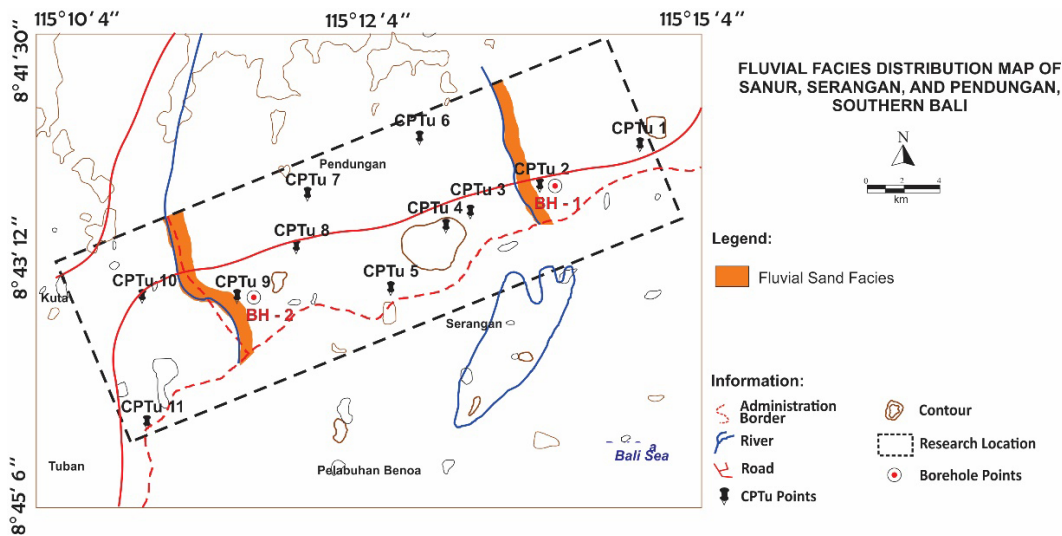 115°10 ’4’’
115°12 ’4’’
115°15 ’4’’
8°41’ 30’’
8°43’ 12’’
8°45’ 6’’
CPTu 6
CPTu 1
Pendungan
CPTu 7
CPTu 2
CPTu 3
BH - 1
CPTu 4
CPTu 8
CPTu 5
CPTu 10
CPTu 9
Kuta
BH - 2
Serangan
CPTu 11
Tuban
Pelabuhan Benoa
a
Bali Sea
FLUVIAL FACIES DISTRIBUTION MAP OF
SANUR, SERANGAN, AND PENDUNGAN,
SOUTHERN BALI
N
0 2 4
km
Legend:
Fluvial Sand Facies
Information:
Administration
Border
River
Road
CPTu Points
Contour
Research Location
Borehole Points